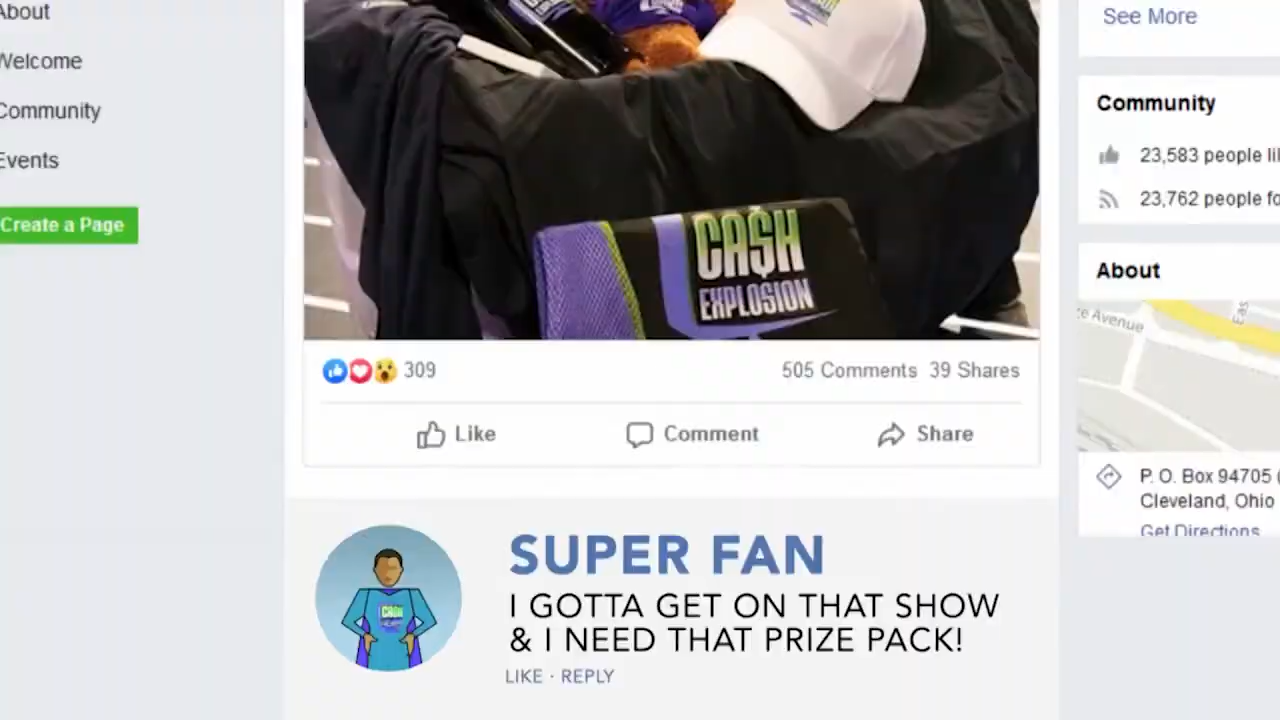 About
Welcome
Community
Events
Create a Page
CA$H
EXPLOSION
309
505 Comments 39 Shares
Like
Comment
Share
SUPER FAN
I GOTTA GET ON THAT SHOW
& I NEED THAT PRIZE PACK!
LIKE · REPLY
See More
Community
23,583 people li
23,762 people fo
About
te Avenue
Eas
P. O. Box 94705 (
Cleveland, Ohio
Get Directions